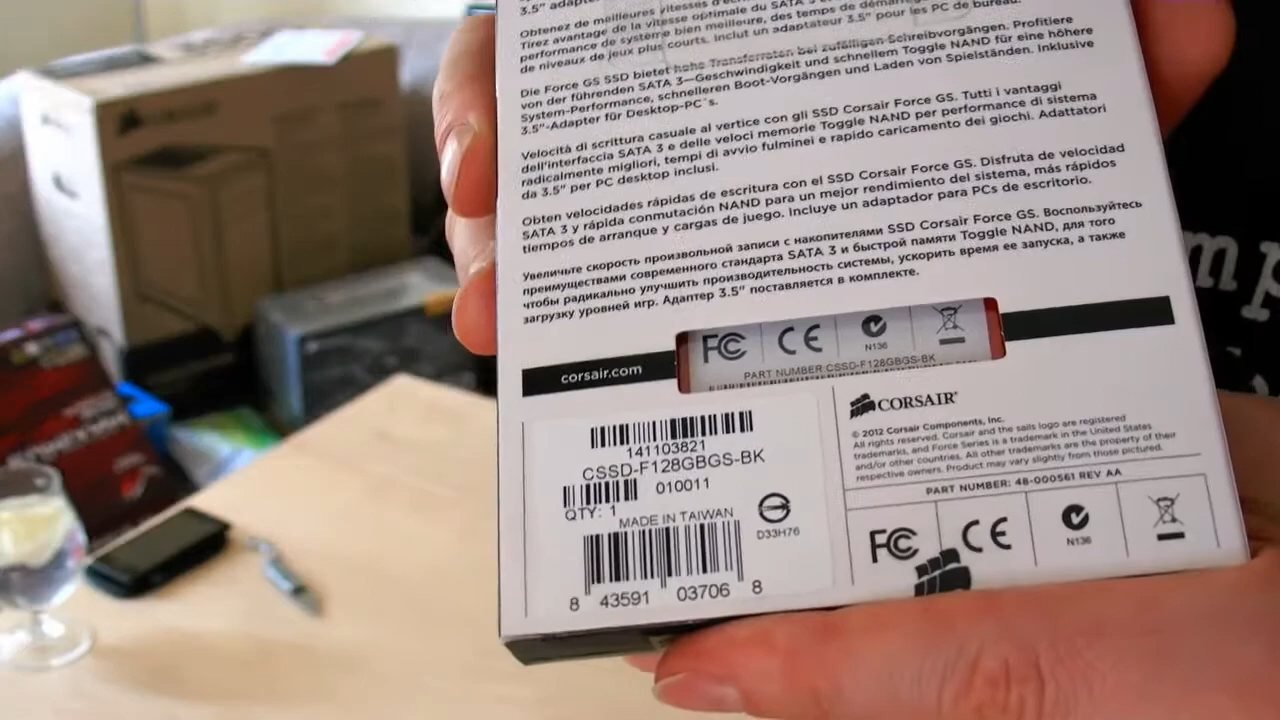 3.5" adapter
Obtenez de meilleures vitesses
Tirez avantage de la vitesse optimale du SATA 3
performance de système bien meilleure, des temps de
de niveaux de jeux plus courts. Inclut un adaptateur 3.5" pour les PC de bureau.
Die Force GS SSD bietet hohe Transferraten bei zufälligen Schreibvorgängen. Profitiere
von der führenden SATA 3–Geschwindigkeit und schnellem Toggle NAND für eine höhere
System-Performance, schnelleren Boot-Vorgängen und Laden von Spielständen. Inklusive
3.5"-Adapter für Desktop-PC´s.
Velocità di scrittura casuale al vertice con gli SSD Corsair Force GS. Tutti i vantaggi
dell'interfaccia SATA 3 e delle veloci memorie Toggle NAND per performance di sistema
radicalmente migliori, tempi di avvio fulminei e rapido caricamento dei giochi. Adattatori
da 3.5" per PC desktop inclusi.
Obten velocidades rápidas de escritura con el SSD Corsair Force GS. Disfruta de velocidad
SATA 3 y rápida conmutación NAND para un mejor rendimiento del sistema, más rápidos
tiempos de arranque y cargas de juego. Incluye un adaptador para PCs de escritorio.
Увеличьте скорость произвольной записи с накопителями SSD Corsair Force GS. Воспользуйтесь
преимуществами современного стандарта SATA 3 и быстрой памяти Toggle NAND, для того
чтобы радикально улучшить производительность системы, ускорить время ее запуска, а также
загрузку уровней игр. Адаптер 3.5" поставляется в комплекте.
FC CE N136
PART NUMBER:CSSD-F128GBGS-BK
corsair.com
141103821
CSSD-F128GBGS-BK
010011
QTY: 1
MADE IN TAIWAN
D33H76
8 43591 03706 8
CORSAIR
© 2012 Corsair Components, Inc.
All rights reserved. Corsair and the sails logo are registered
trademarks, and Force Series is a trademark in the United States
and/or other countries. All other trademarks are the property of their
respective owners. Product may vary slightly from those pictured.
PART NUMBER: 48-000561 REV AA
FC CE N136
mp